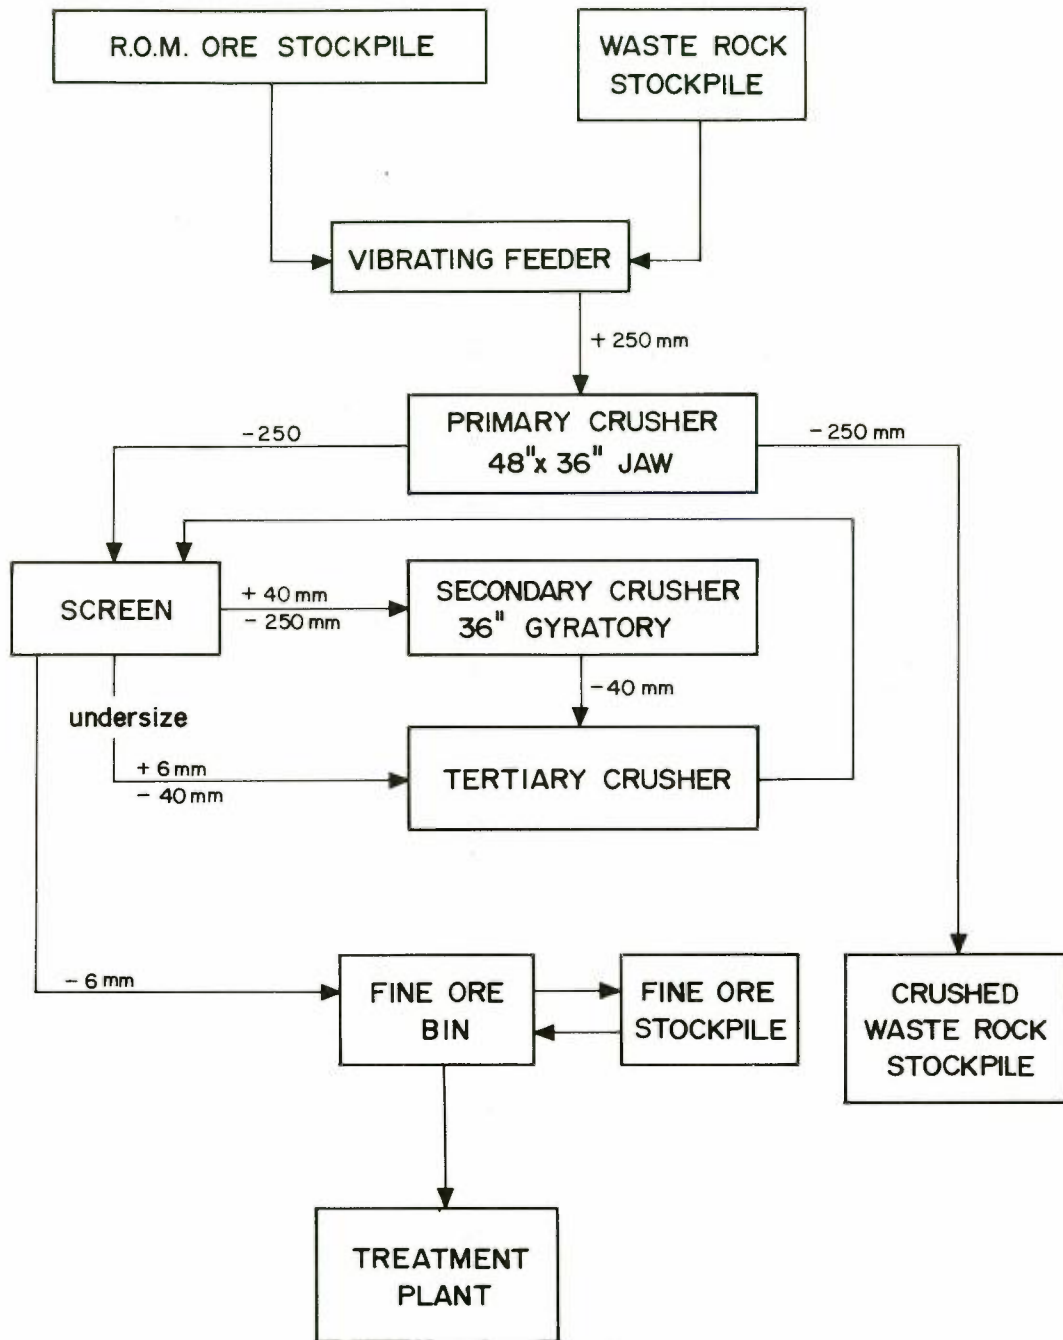 R.O.M. ORE STOCKPILE
WASTE ROCK
STOCKPILE
VIBRATING FEEDER
+ 250 mm
PRIMARY CRUSHER
48" x 36" JAW
-250
- 250 mm
SCREEN
+ 40 mm
- 250 mm
SECONDARY CRUSHER
36" GYRATORY
-40 mm
undersize
+ 6 mm
- 40 mm
TERTIARY CRUSHER
- 6 mm
FINE ORE
BIN
FINE ORE
STOCKPILE
CRUSHED
WASTE ROCK
STOCKPILE
TREATMENT
PLANT